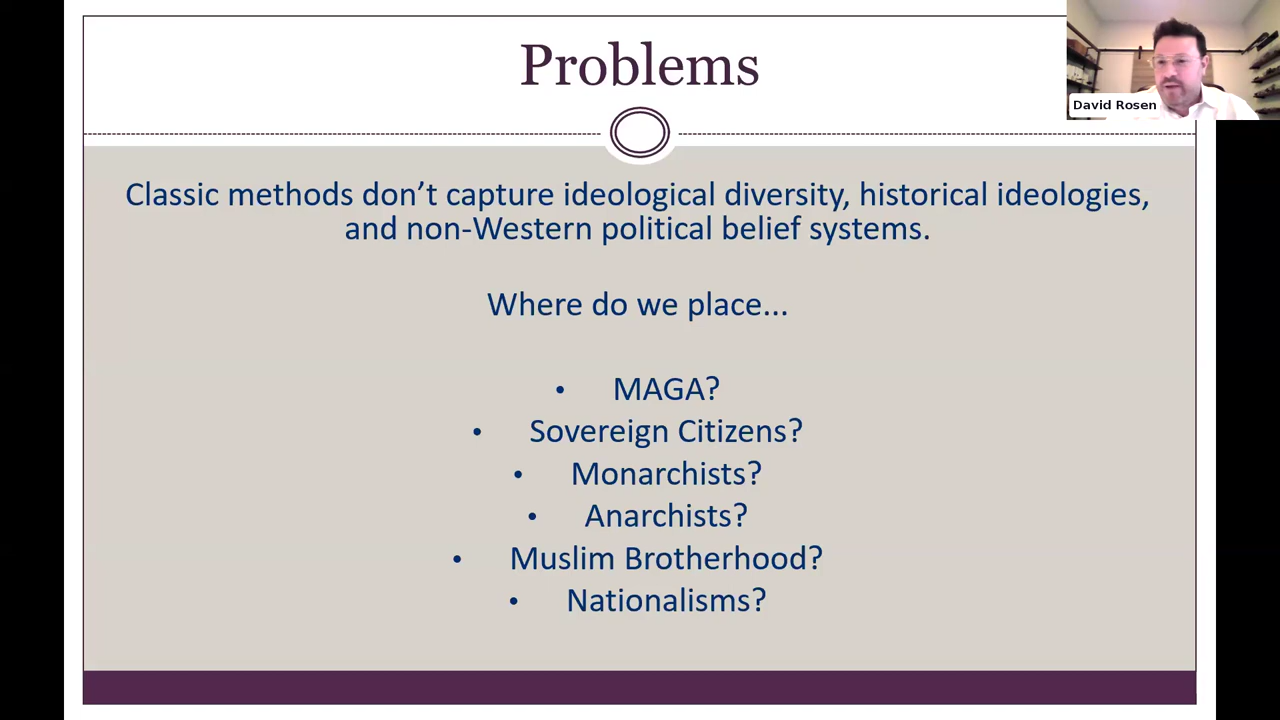 Problems
David Rosen
Classic methods don’t capture ideological diversity, historical ideologies,
and non-Western political belief systems.
Where do we place...
• MAGA?
• Sovereign Citizens?
• Monarchists?
• Anarchists?
• Muslim Brotherhood?
• Nationalisms?